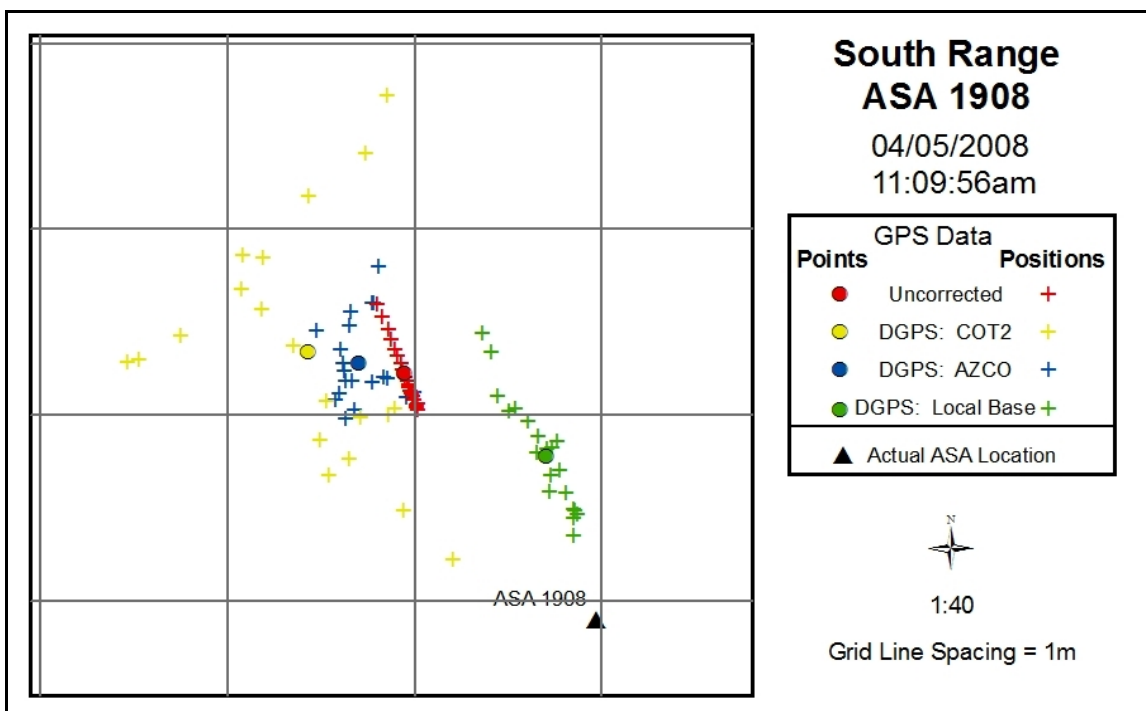 South Range
ASA 1908
04/05/2008
11:09:56am
GPS Data
Points Positions
Uncorrected
DGPS: COT2
DGPS: AZCO
DGPS: Local Base
Actual ASA Location
N
1:40
Grid Line Spacing = 1m
ASA 1908